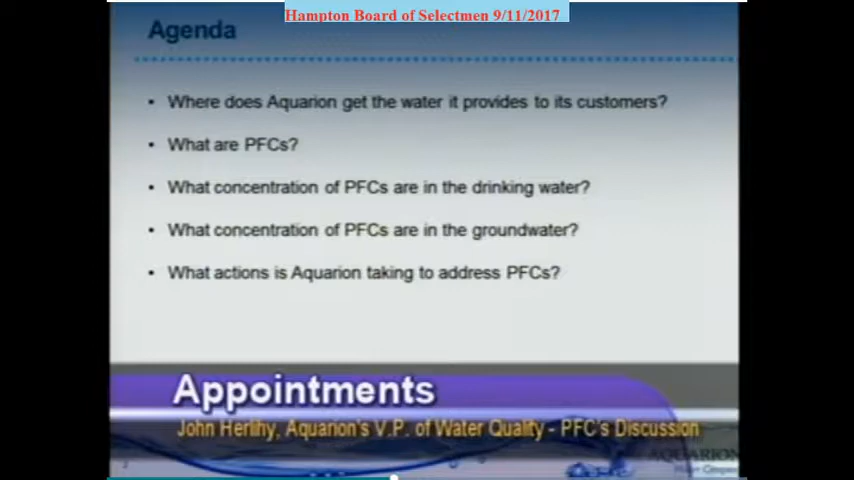 Hampton Board of Selectmen 9/11/2017
Agenda
• Where does Aquarion get the water it provides to its customers?
• What are PFCs?
• What concentration of PFCs are in the drinking water?
• What concentration of PFCs are in the groundwater?
• What actions is Aquarion taking to address PFCs?
Appointments
John Herlihy, Aquarion's V.P. of Water Quality - PFC's Discussion
AQUARION
2